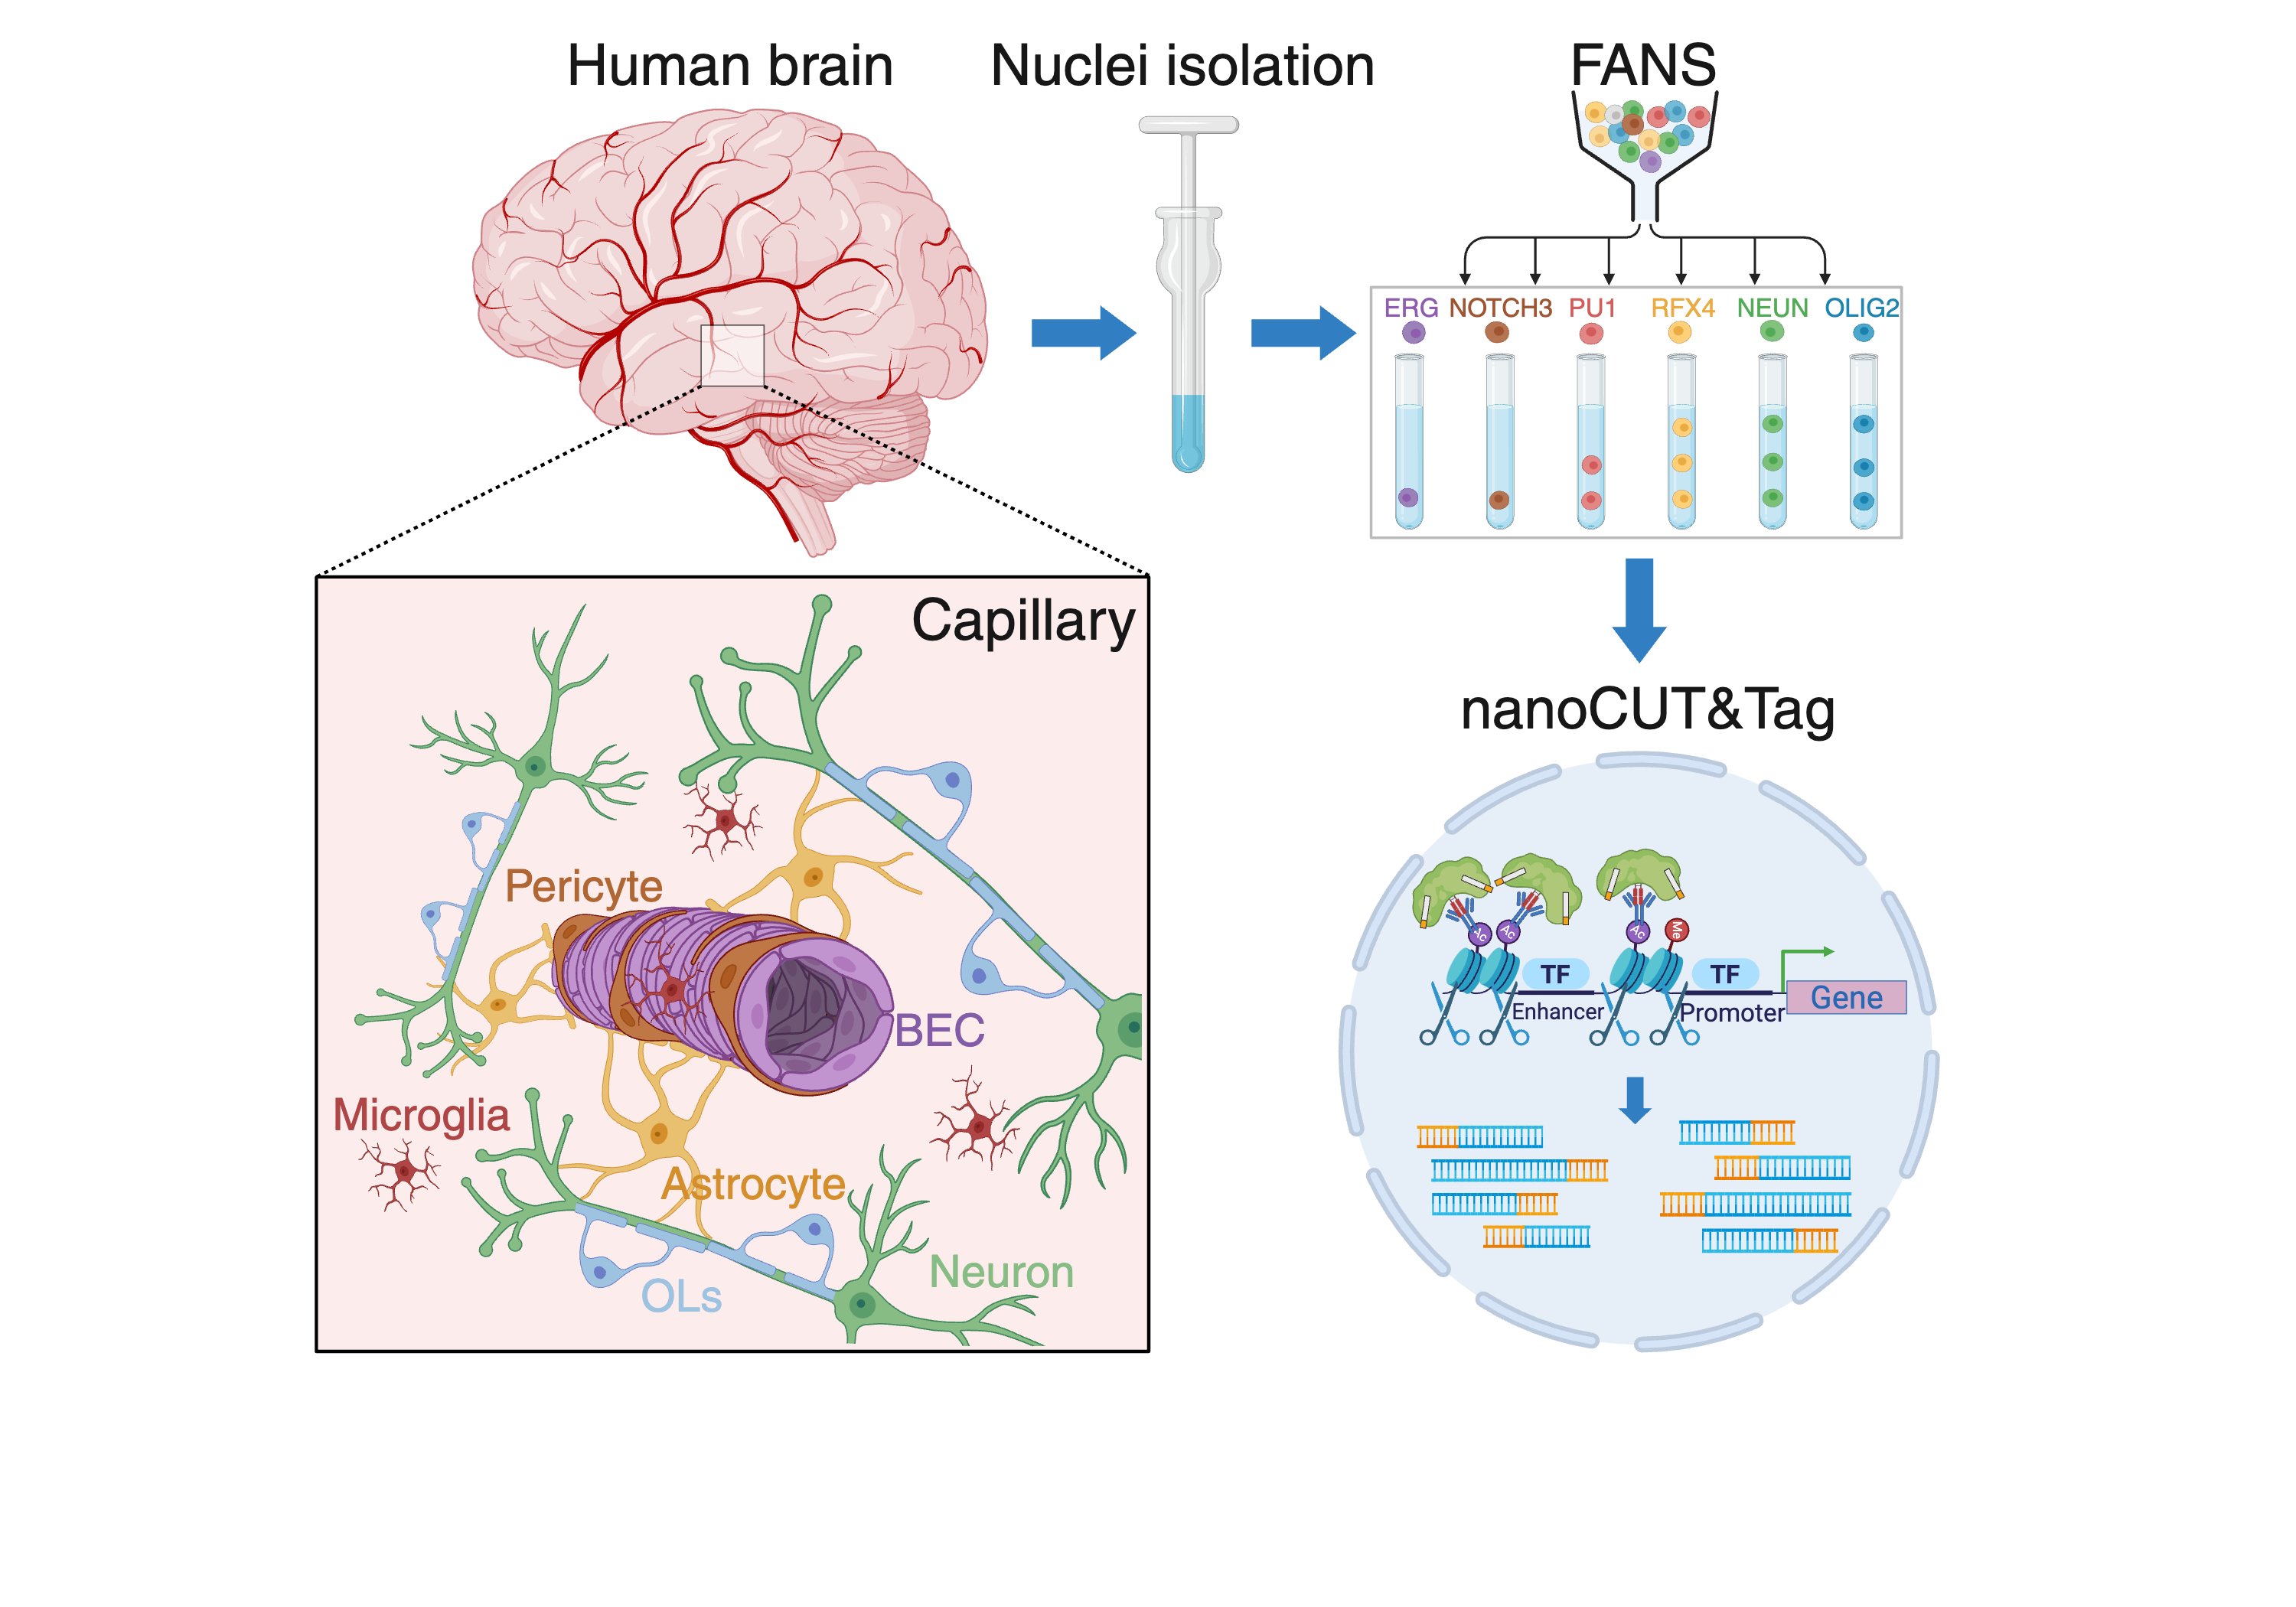 Human brain
Nuclei isolation
FANS
ERG NOTCH3 PU1 RFX4 NEUN OLIG2
Capillary
Pericyte
BEC
Microglia
Astrocyte
OLs
Neuron
nanoCUT&Tag
Ac Ac Ac Me
TF TF
Enhancer Promoter Gene